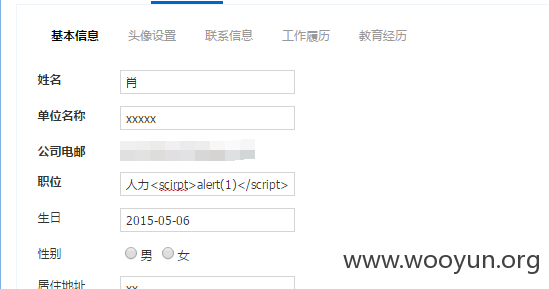 基本信息 头像设置 联系信息 工作履历 教育经历
姓名 肖
单位名称 xxxxx
公司电邮
职位 人力<scirpt>alert(1)</script>
生日 2015-05-06
性别 男 女
www.wooyun.org
居住地址 xx